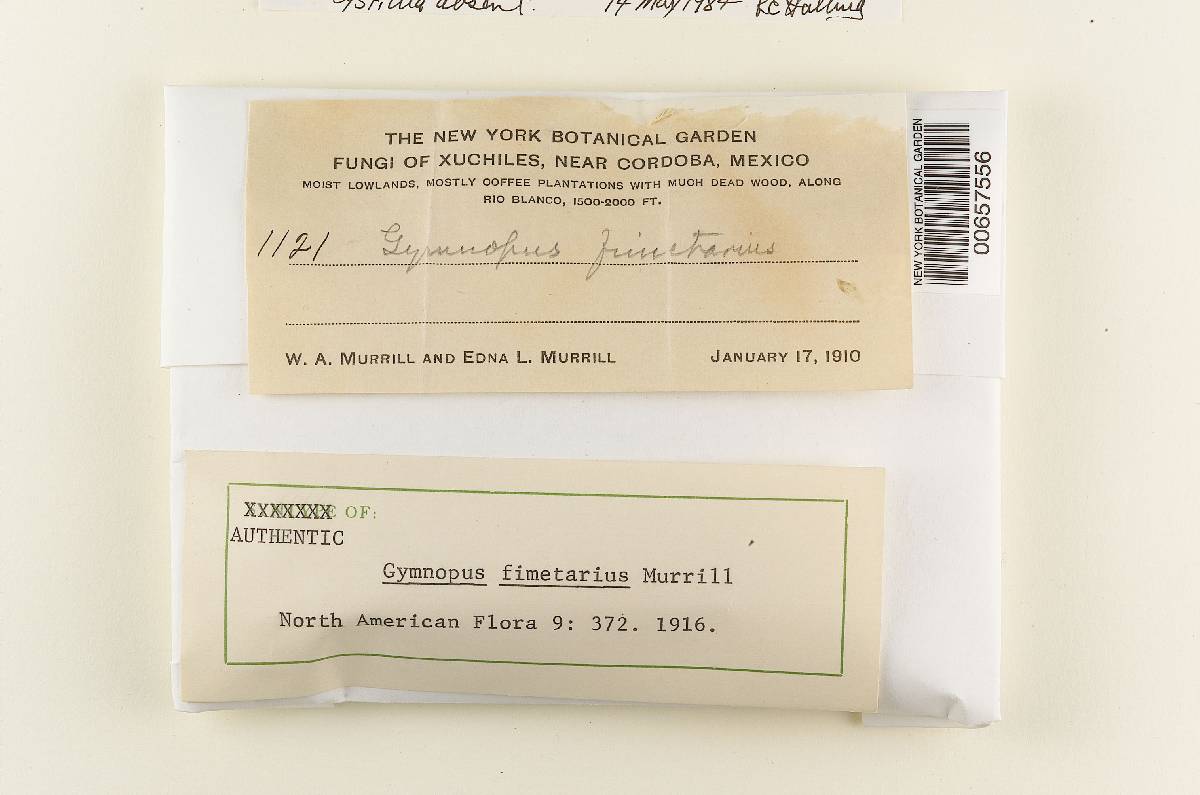 Cystidia absent. 14 May 1984 RE Halling
THE NEW YORK BOTANICAL GARDEN
FUNGI OF XUCHILES, NEAR CORDOBA, MEXICO
MOIST LOWLANDS, MOSTLY COFFEE PLANTATIONS WITH MUCH DEAD WOOD, ALONG
RIO BLANCO, 1500-2000 FT.
1121 Gymnopus fimetarius
W. A. MURRILL AND EDNA L. MURRILL JANUARY 17, 1910
NEW YORK BOTANICAL GARDEN
00657556
XXXXXXX OF:
AUTHENTIC
Gymnopus fimetarius Murrill
North American Flora 9: 372. 1916.